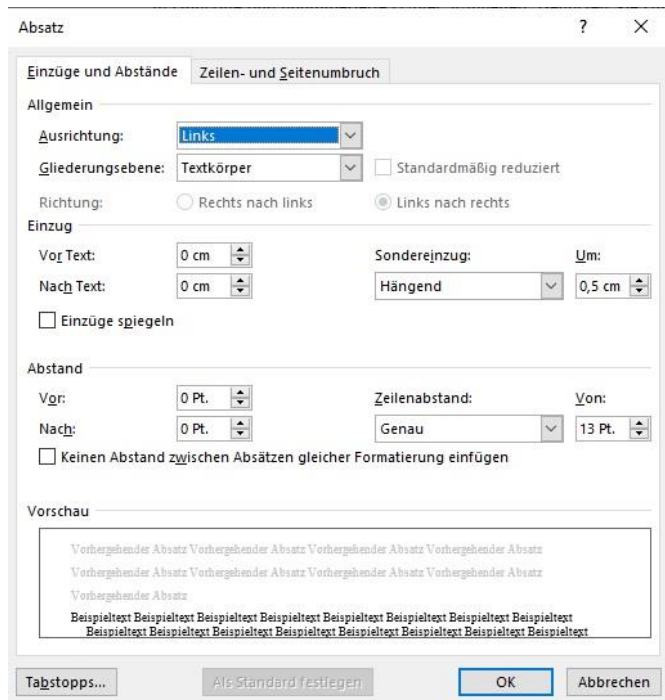 Absatz ? ×
Einzüge und Abstände Zeilen- und Seitenumbruch
Allgemein
Ausrichtung: Links
Gliederungsebene: Textkörper Standardmäßig reduziert
Richtung: Rechts nach links Links nach rechts
Einzug
Vor Text: 0 cm Sondereinzug: Um:
Nach Text: 0 cm Hängend 0,5 cm
Einzüge spiegeln
Abstand
Vor: 0 Pt. Zeilenabstand: Von:
Nach: 0 Pt. Genau 13 Pt.
Keinen Abstand zwischen Absätzen gleicher Formatierung einfügen
Vorschau
Vorhergehender Absatz Vorhergehender Absatz Vorhergehender Absatz Vorhergehender Absatz
Vorhergehender Absatz Vorhergehender Absatz Vorhergehender Absatz Vorhergehender Absatz
Vorhergehender Absatz
Beispieltext Beispieltext Beispieltext Beispieltext Beispieltext Beispieltext Beispieltext Beispieltext
Beispieltext Beispieltext Beispieltext Beispieltext Beispieltext Beispieltext Beispieltext Beispieltext
Tabstopps... Als Standard festlegen OK Abbrechen